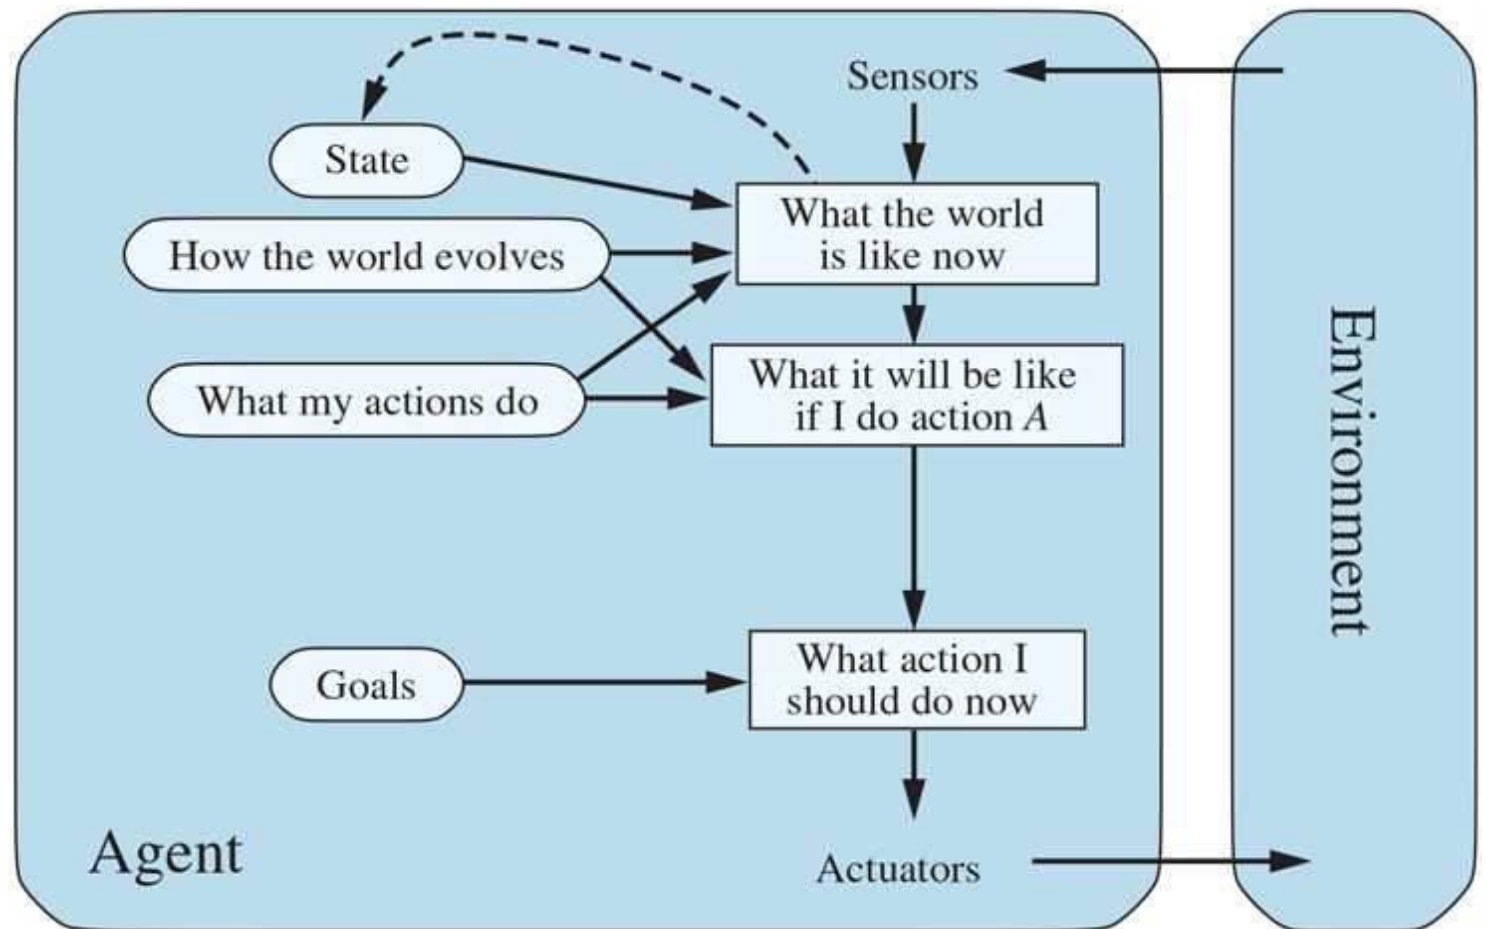 Sensors
State
What the world
is like now
How the world evolves
What it will be like
if I do action A
What my actions do
Environment
What action I
should do now
Goals
Agent
Actuators